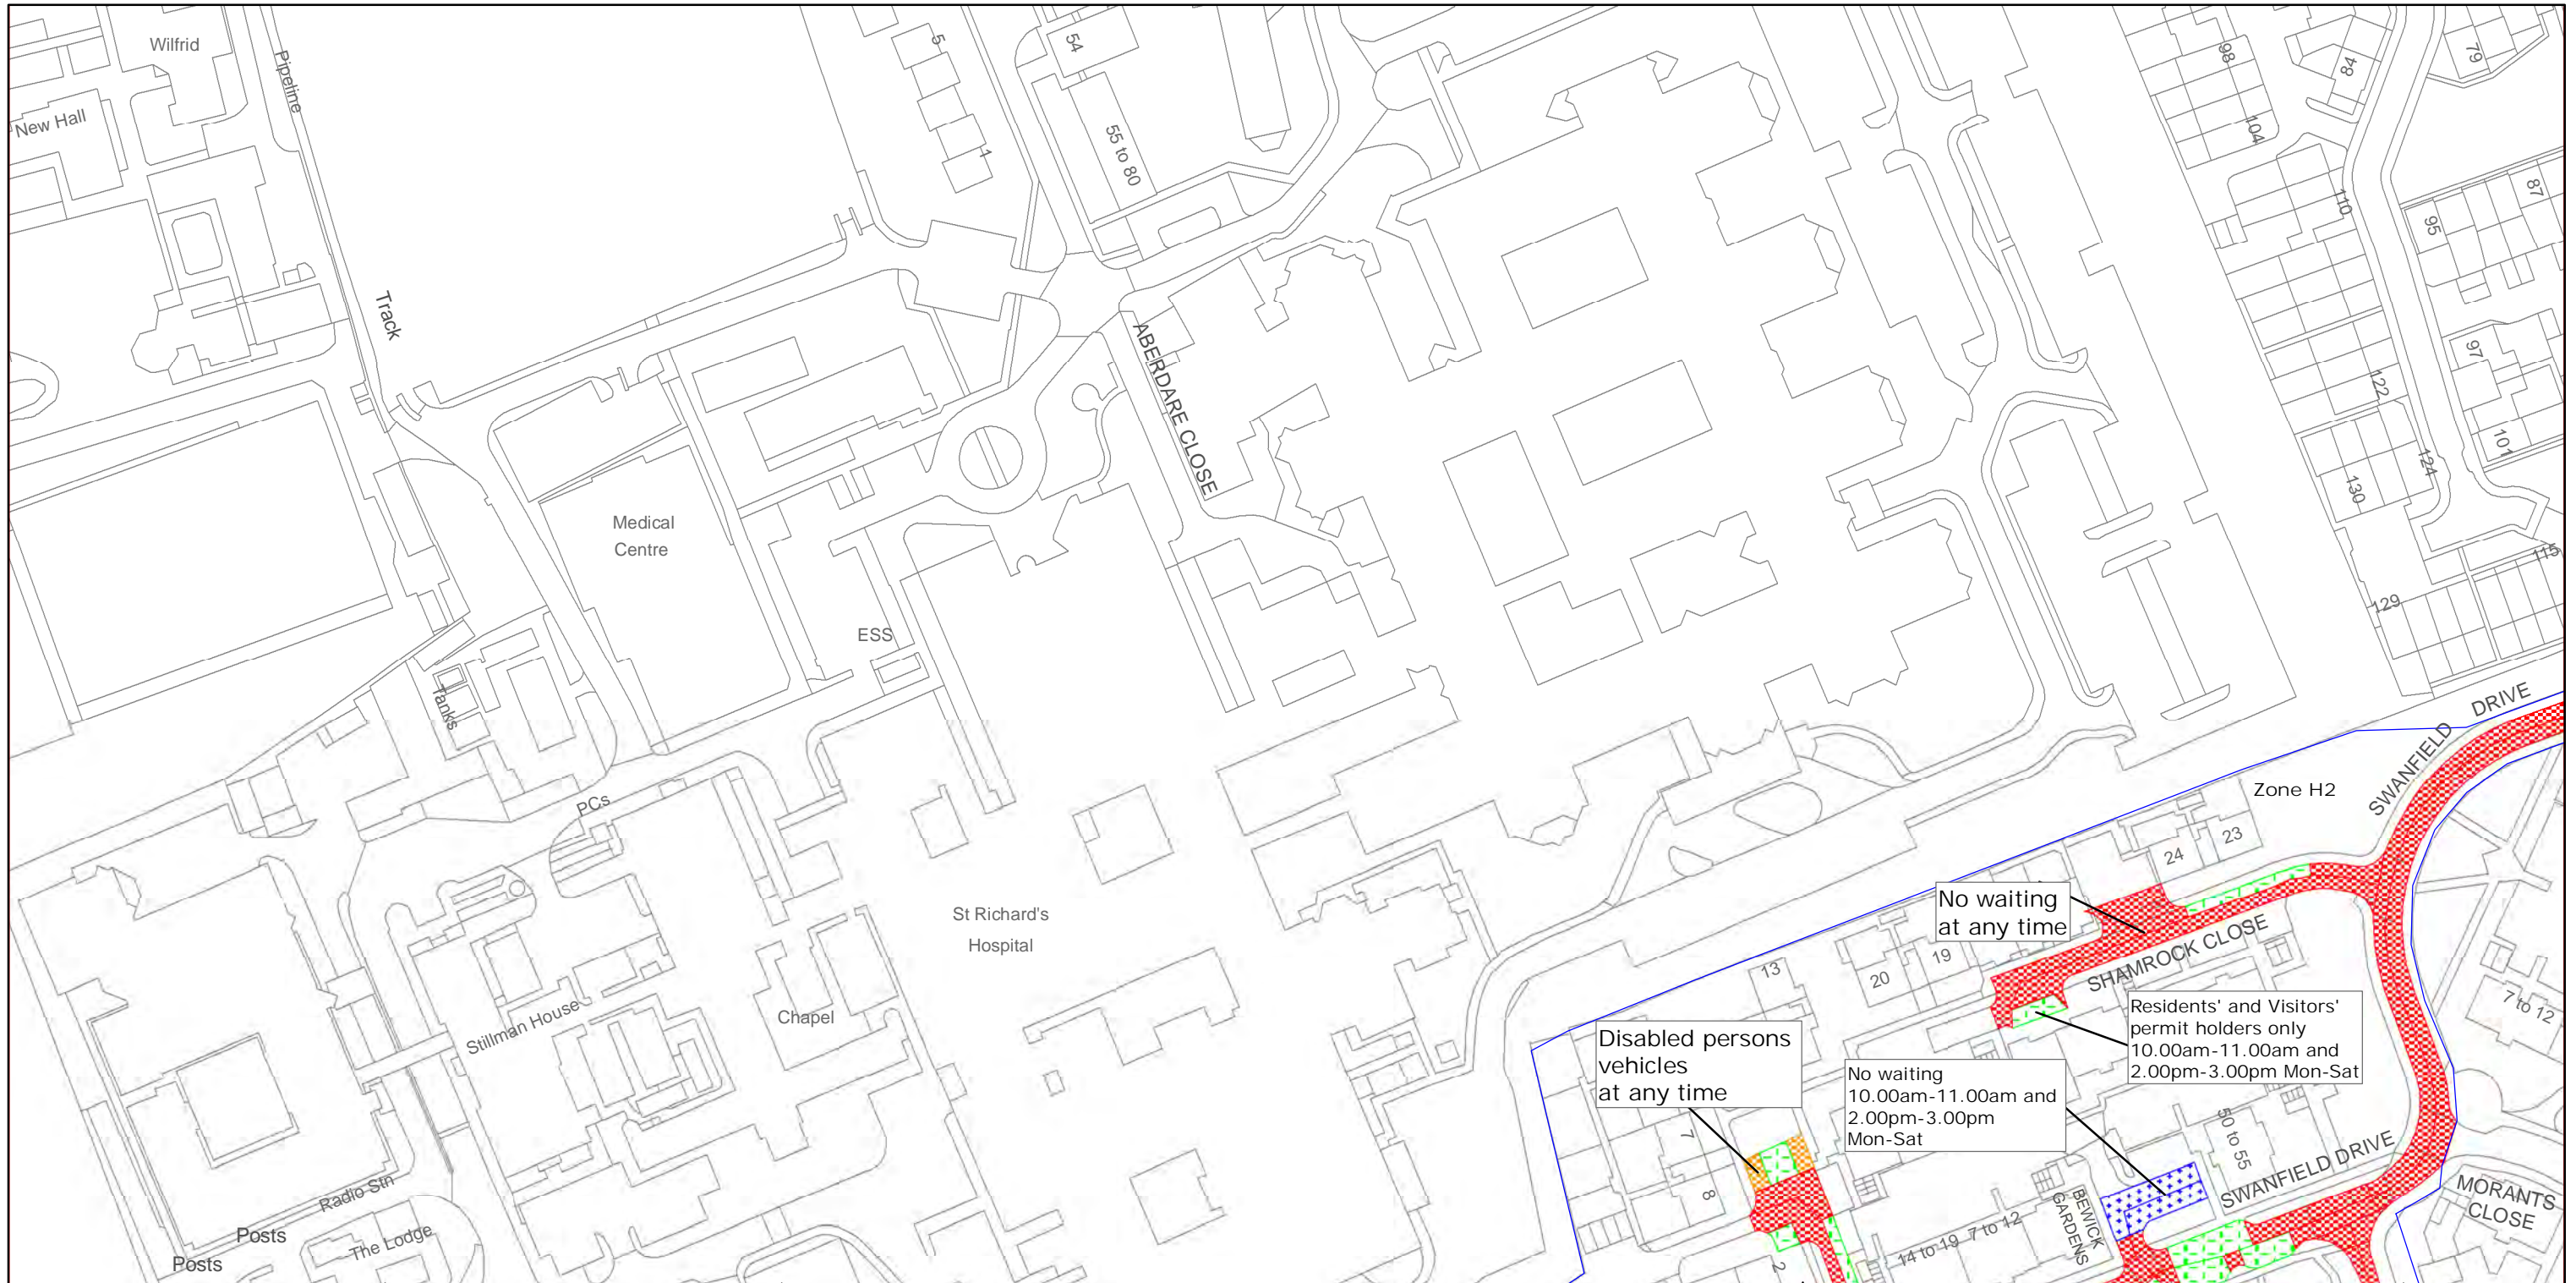 Wilfrid
New Hall
Pipeline
Track
5
1
54
55 to 80
98
84
79
104
110
87
95
97
122
101
124
130
115
129
ABERDARE CLOSE
Medical
Centre
ESS
Tanks
PCs
SWANFIELD DRIVE
Zone H2
23
24
No waiting
at any time
SHAMROCK CLOSE
St Richard's
Hospital
13
20
19
Stillman House
Chapel
Residents' and Visitors'
permit holders only
10.00am-11.00am and
2.00pm-3.00pm Mon-Sat
7 to 12
Disabled persons
vehicles
at any time
No waiting
10.00am-11.00am and
2.00pm-3.00pm
Mon-Sat
7
8
50 to 55
SWANFIELD DRIVE
BEWICK
GARDENS
MORANTS
CLOSE
Radio Stn
The Lodge
Posts
Posts
14 to 19
7 to 12
2